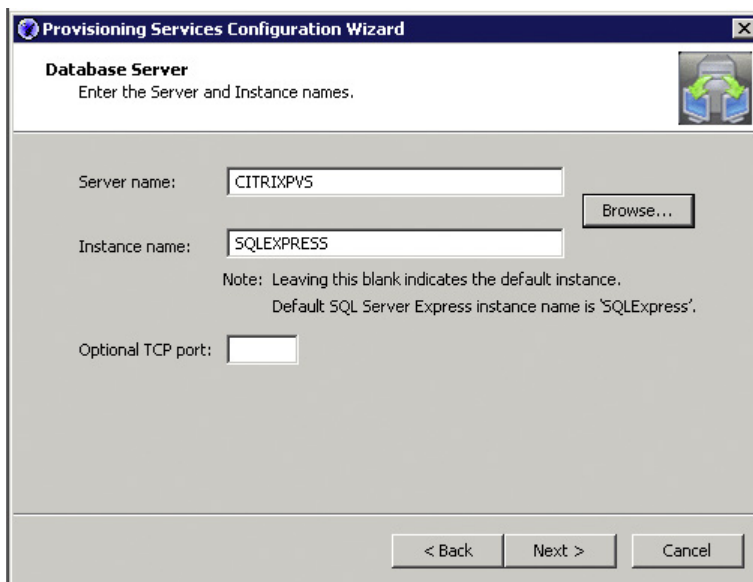 Provisioning Services Configuration Wizard
Database Server
Enter the Server and Instance names.
Server name: CITRIXPVS
Browse...
Instance name: SQLEXPRESS
Note: Leaving this blank indicates the default instance.
Default SQL Server Express instance name is 'SQLExpress'.
Optional TCP port:
< Back Next > Cancel